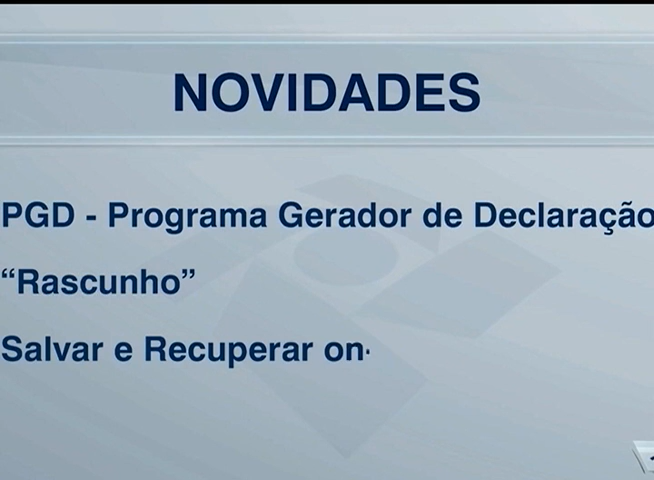 NOVIDADES
PGD - Programa Gerador de Declaração
“Rascunho”
Salvar e Recuperar on